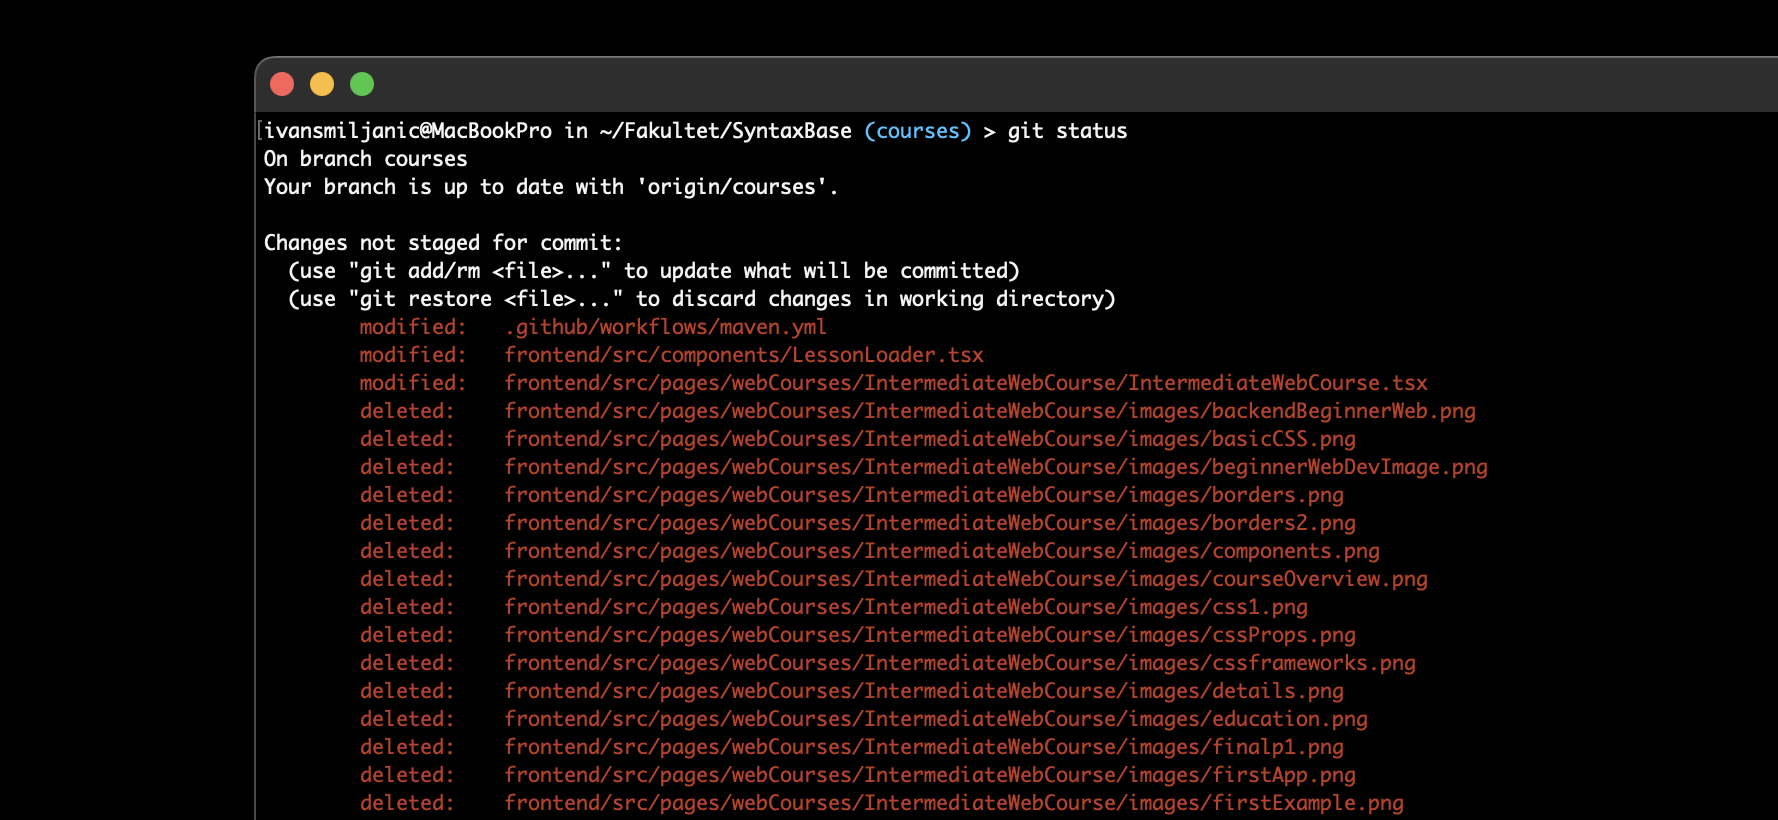 [ivansmiljanic@MacBookPro in ~/Fakultet/SyntaxBase (courses) > git status
On branch courses
Your branch is up to date with 'origin/courses'.
Changes not staged for commit:
(use "git add/rm <file>..." to update what will be committed)
(use "git restore <file>..." to discard changes in working directory)
modified: .github/workflows/maven.yml
modified: frontend/src/components/LessonLoader.tsx
modified: frontend/src/pages/webCourses/IntermediateWebCourse/IntermediateWebCourse.tsx
deleted: frontend/src/pages/webCourses/IntermediateWebCourse/images/backendBeginnerWeb.png
deleted: frontend/src/pages/webCourses/IntermediateWebCourse/images/basicCSS.png
deleted: frontend/src/pages/webCourses/IntermediateWebCourse/images/beginnerWebDevImage.png
deleted: frontend/src/pages/webCourses/IntermediateWebCourse/images/borders.png
deleted: frontend/src/pages/webCourses/IntermediateWebCourse/images/borders2.png
deleted: frontend/src/pages/webCourses/IntermediateWebCourse/images/components.png
deleted: frontend/src/pages/webCourses/IntermediateWebCourse/images/courseOverview.png
deleted: frontend/src/pages/webCourses/IntermediateWebCourse/images/css1.png
deleted: frontend/src/pages/webCourses/IntermediateWebCourse/images/cssProps.png
deleted: frontend/src/pages/webCourses/IntermediateWebCourse/images/cssframeworks.png
deleted: frontend/src/pages/webCourses/IntermediateWebCourse/images/details.png
deleted: frontend/src/pages/webCourses/IntermediateWebCourse/images/education.png
deleted: frontend/src/pages/webCourses/IntermediateWebCourse/images/finalp1.png
deleted: frontend/src/pages/webCourses/IntermediateWebCourse/images/firstApp.png
deleted: frontend/src/pages/webCourses/IntermediateWebCourse/images/firstExample.png